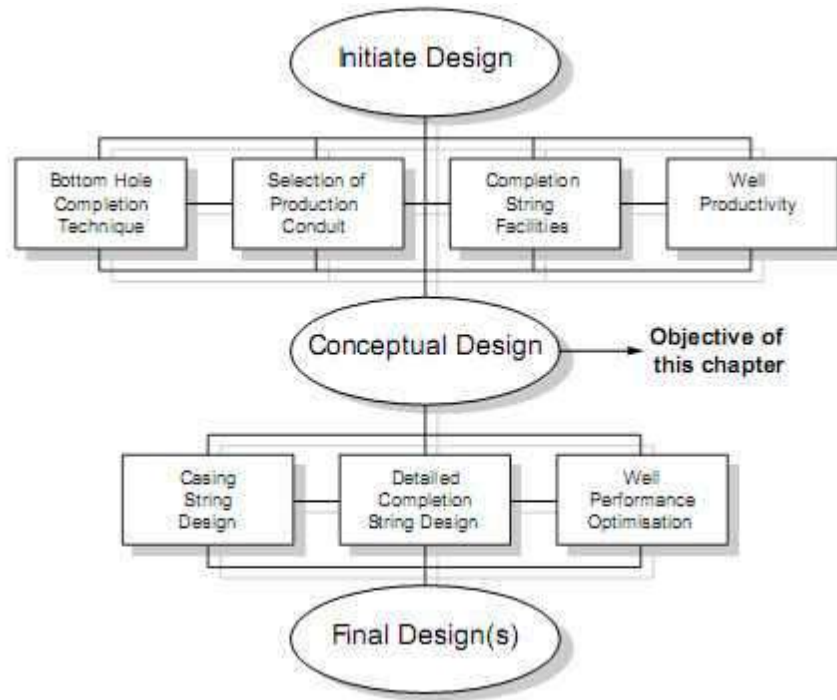 Initiate Design
Bottom Hole
Completion
Technique
Selection of
Production
Conduit
Completion
String
Facilities
Well
Productivity
Conceptual Design
Objective of
this chapter
Casing
String
Design
Detailed
Completion
String Design
Well
Performance
Optimisation
Final Design(s)